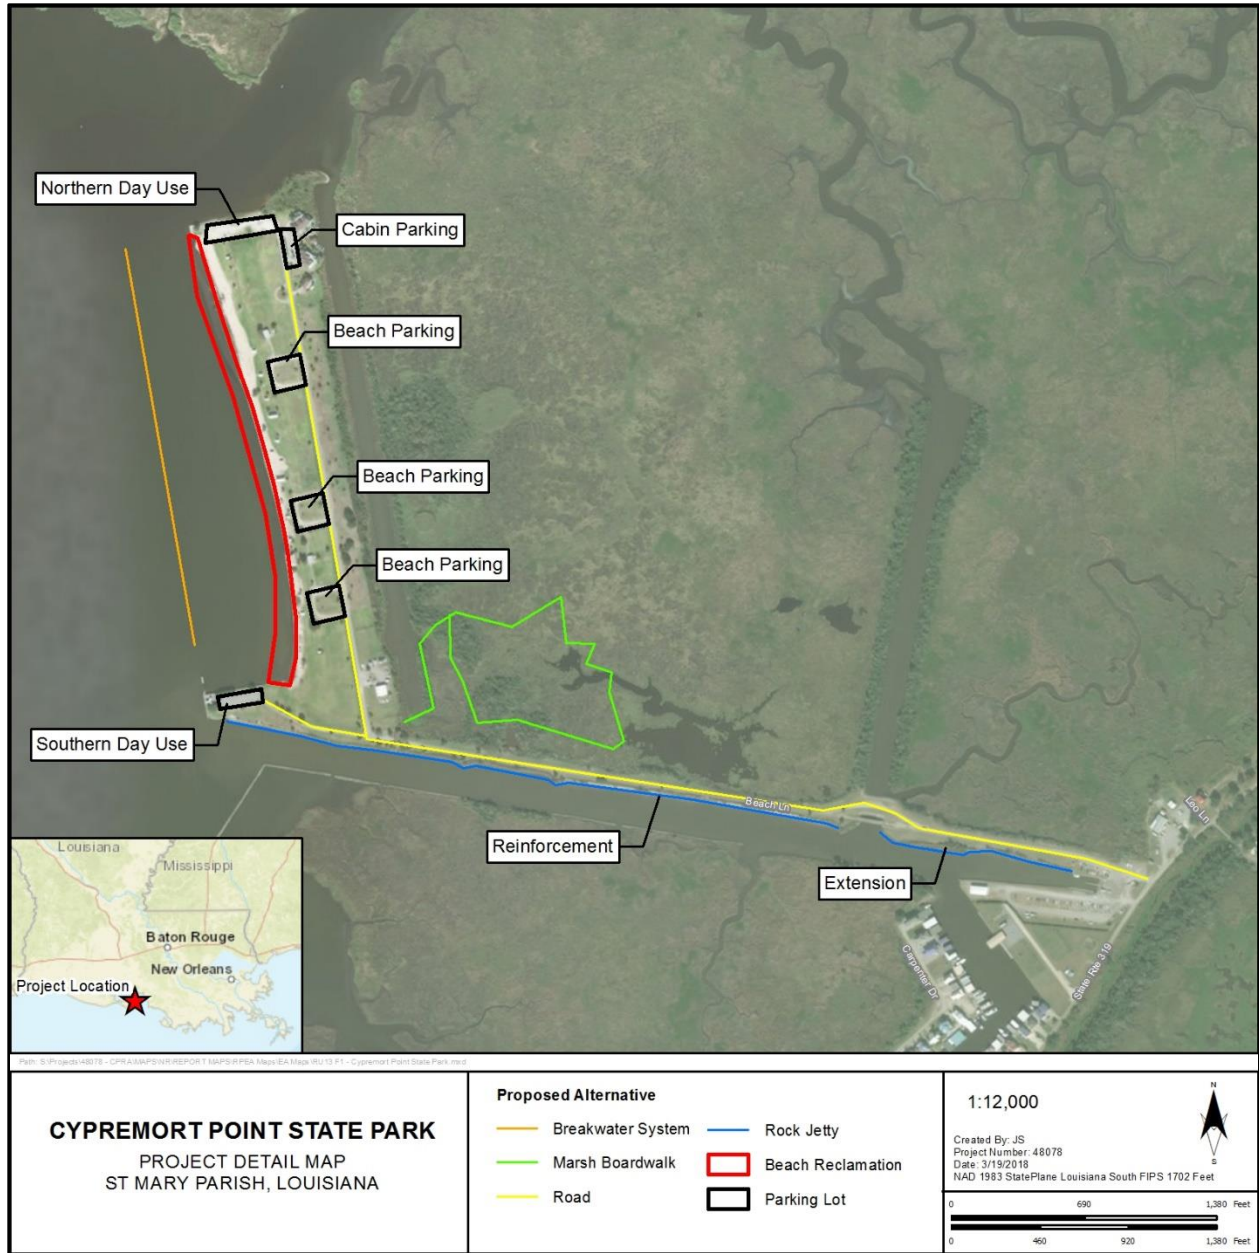 Northern Day Use
Cabin Parking
Beach Parking
Beach Parking
Beach Parking
Southern Day Use
Beach Ln
Leo Ln
Reinforcement
Extension
Carpenter Dr
State Rte 319
Louisiana
Mississippi
Baton Rouge
New Orleans
Project Location
CYPREMORT POINT STATE PARK
PROJECT DETAIL MAP
ST MARY PARISH, LOUISIANA
Proposed Alternative
Breakwater System
Rock Jetty
Marsh Boardwalk
Beach Reclamation
Road
Parking Lot
1:12,000
N
S
Created By: JS
Project Number: 48078
Date: 3/19/2018
NAD 1983 StatePlane Louisiana South FIPS 1702 Feet
0 690 1,380 Feet
0 460 920 1,380 Feet